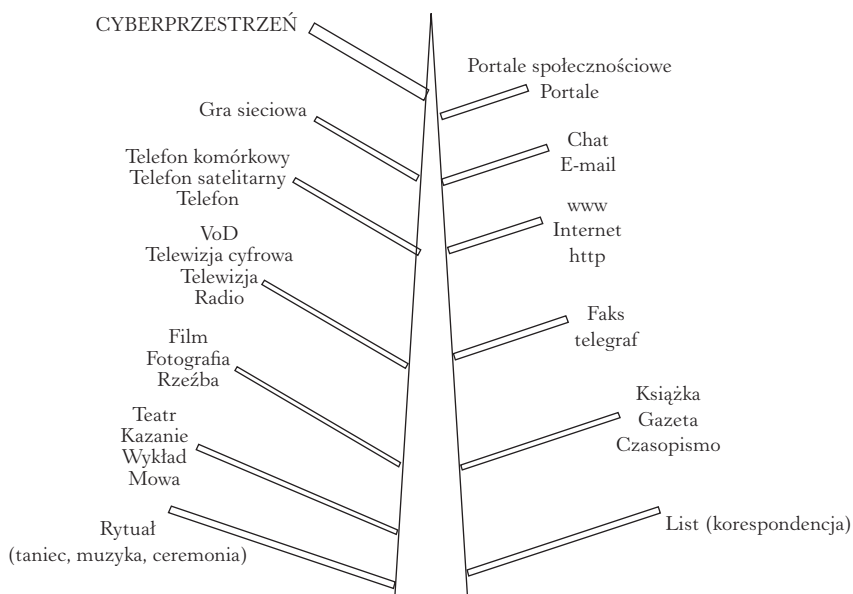 CYBERPRZESTRZEŃ
Gra sieciowa
Telefon komórkowy
Telefon satelitarny
Telefon
VoD
Telewizja cyfrowa
Telewizja
Radio
Film
Fotografia
Rzeźba
Teatr
Kazanie
Wykład
Mowa
Rytuał
(taniec, muzyka, ceremonia)
Portale społecznościowe
Portale
Chat
E-mail
www
Internet
http
Faks
telegraf
Książka
Gazeta
Czasopismo
List (korespondencja)